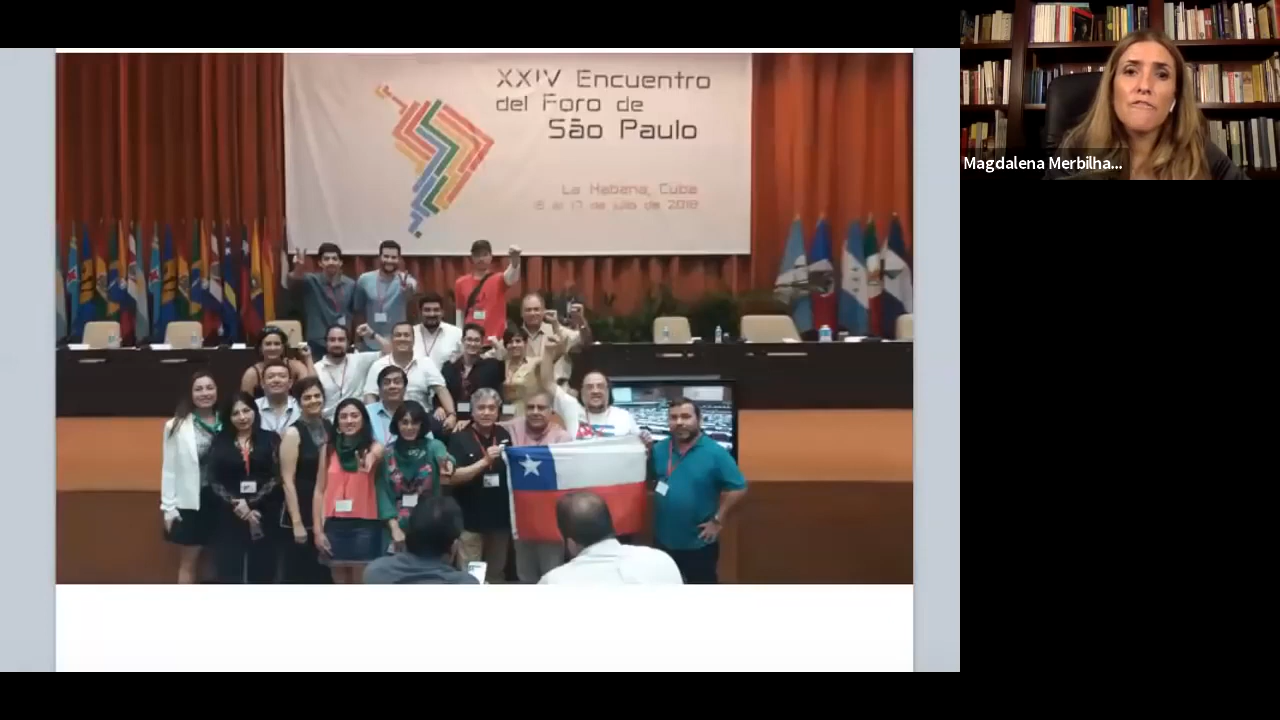 XXIV Encuentro
del Foro de
São Paulo
La Habana, Cuba
15 al 17 de julio de 2018
Magdalena Merbilha...